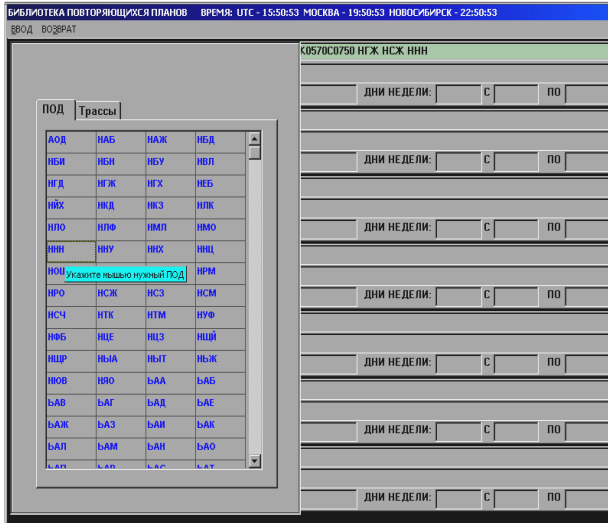 БИБЛИОТЕКА ПОВТОРЯЮЩИХСЯ ПЛАНОВ ВРЕМЯ: UTC - 15:50:53 МОСКВА - 19:50:53 НОВОСИБИРСК - 22:50:53
ВВОД ВОЗВРАТ
К0570С0750 НГЖ НСЖ ННН
ДНИ НЕДЕЛИ: С ПО
ПОД Трассы
АОД НАБ НАЖ НБД
НБИ НБН НБУ НВЛ
ДНИ НЕДЕЛИ: С ПО
НГД НГЖ НГХ НЕБ
НЙХ НКД НКЗ НЛК
НЛО НЛФ НМЛ НМО
ДНИ НЕДЕЛИ: С ПО
ННН ННУ ННХ ННЦ
Укажите мышью нужный ПОД НРМ
НРО НСЖ НСЗ НСМ
ДНИ НЕДЕЛИ: С ПО
НСЧ НТК НТМ НУФ
НФБ НЦЕ НЦЗ НЩЙ
НЩР НЫА НЫТ НЬЖ
ДНИ НЕДЕЛИ: С ПО
НЮВ НЯО ЬАА ЬАБ
ЬАВ ЬАГ ЬАД ЬАЕ
ЬАЖ ЬАЗ ЬАИ ЬАК
ДНИ НЕДЕЛИ: С ПО
ЬАЛ ЬАМ ЬАН ЬАО
ДНИ НЕДЕЛИ: С ПО